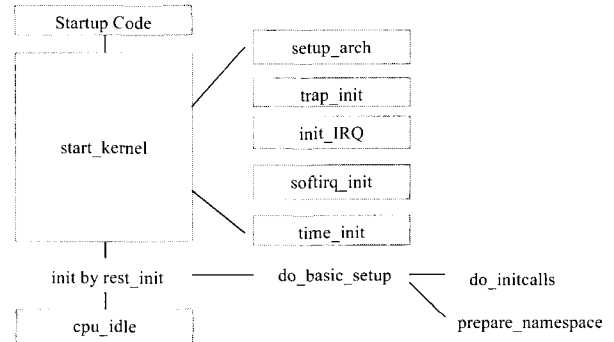 Startup Code
start_kernel
setup_arch
trap_init
init_IRQ
softirq_init
time_init
init by rest_init
do_basic_setup
do_initcalls
prepare_namespace
cpu_idle